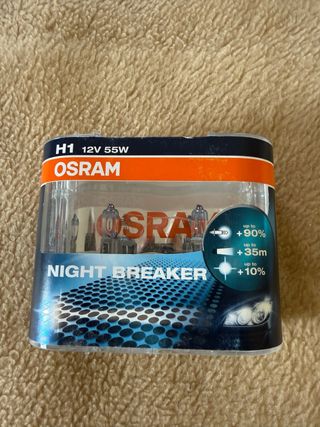 H1 12V 55W
OSRAM
OSRAM
up to
+90%
up to
+35m
up to
+10%
NIGHT BREAKER